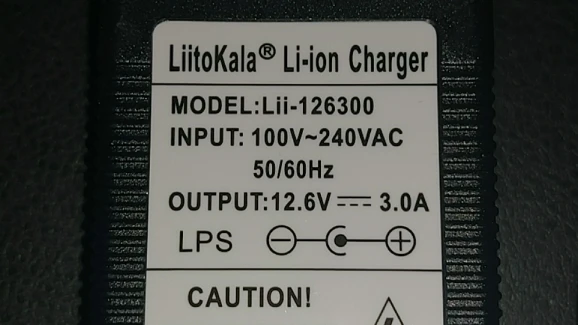 LiitoKala® Li-ion Charger
MODEL:Lii-126300
INPUT: 100V~240VAC
50/60Hz
OUTPUT:12.6V ⎓ 3.0A
LPS
CAUTION!